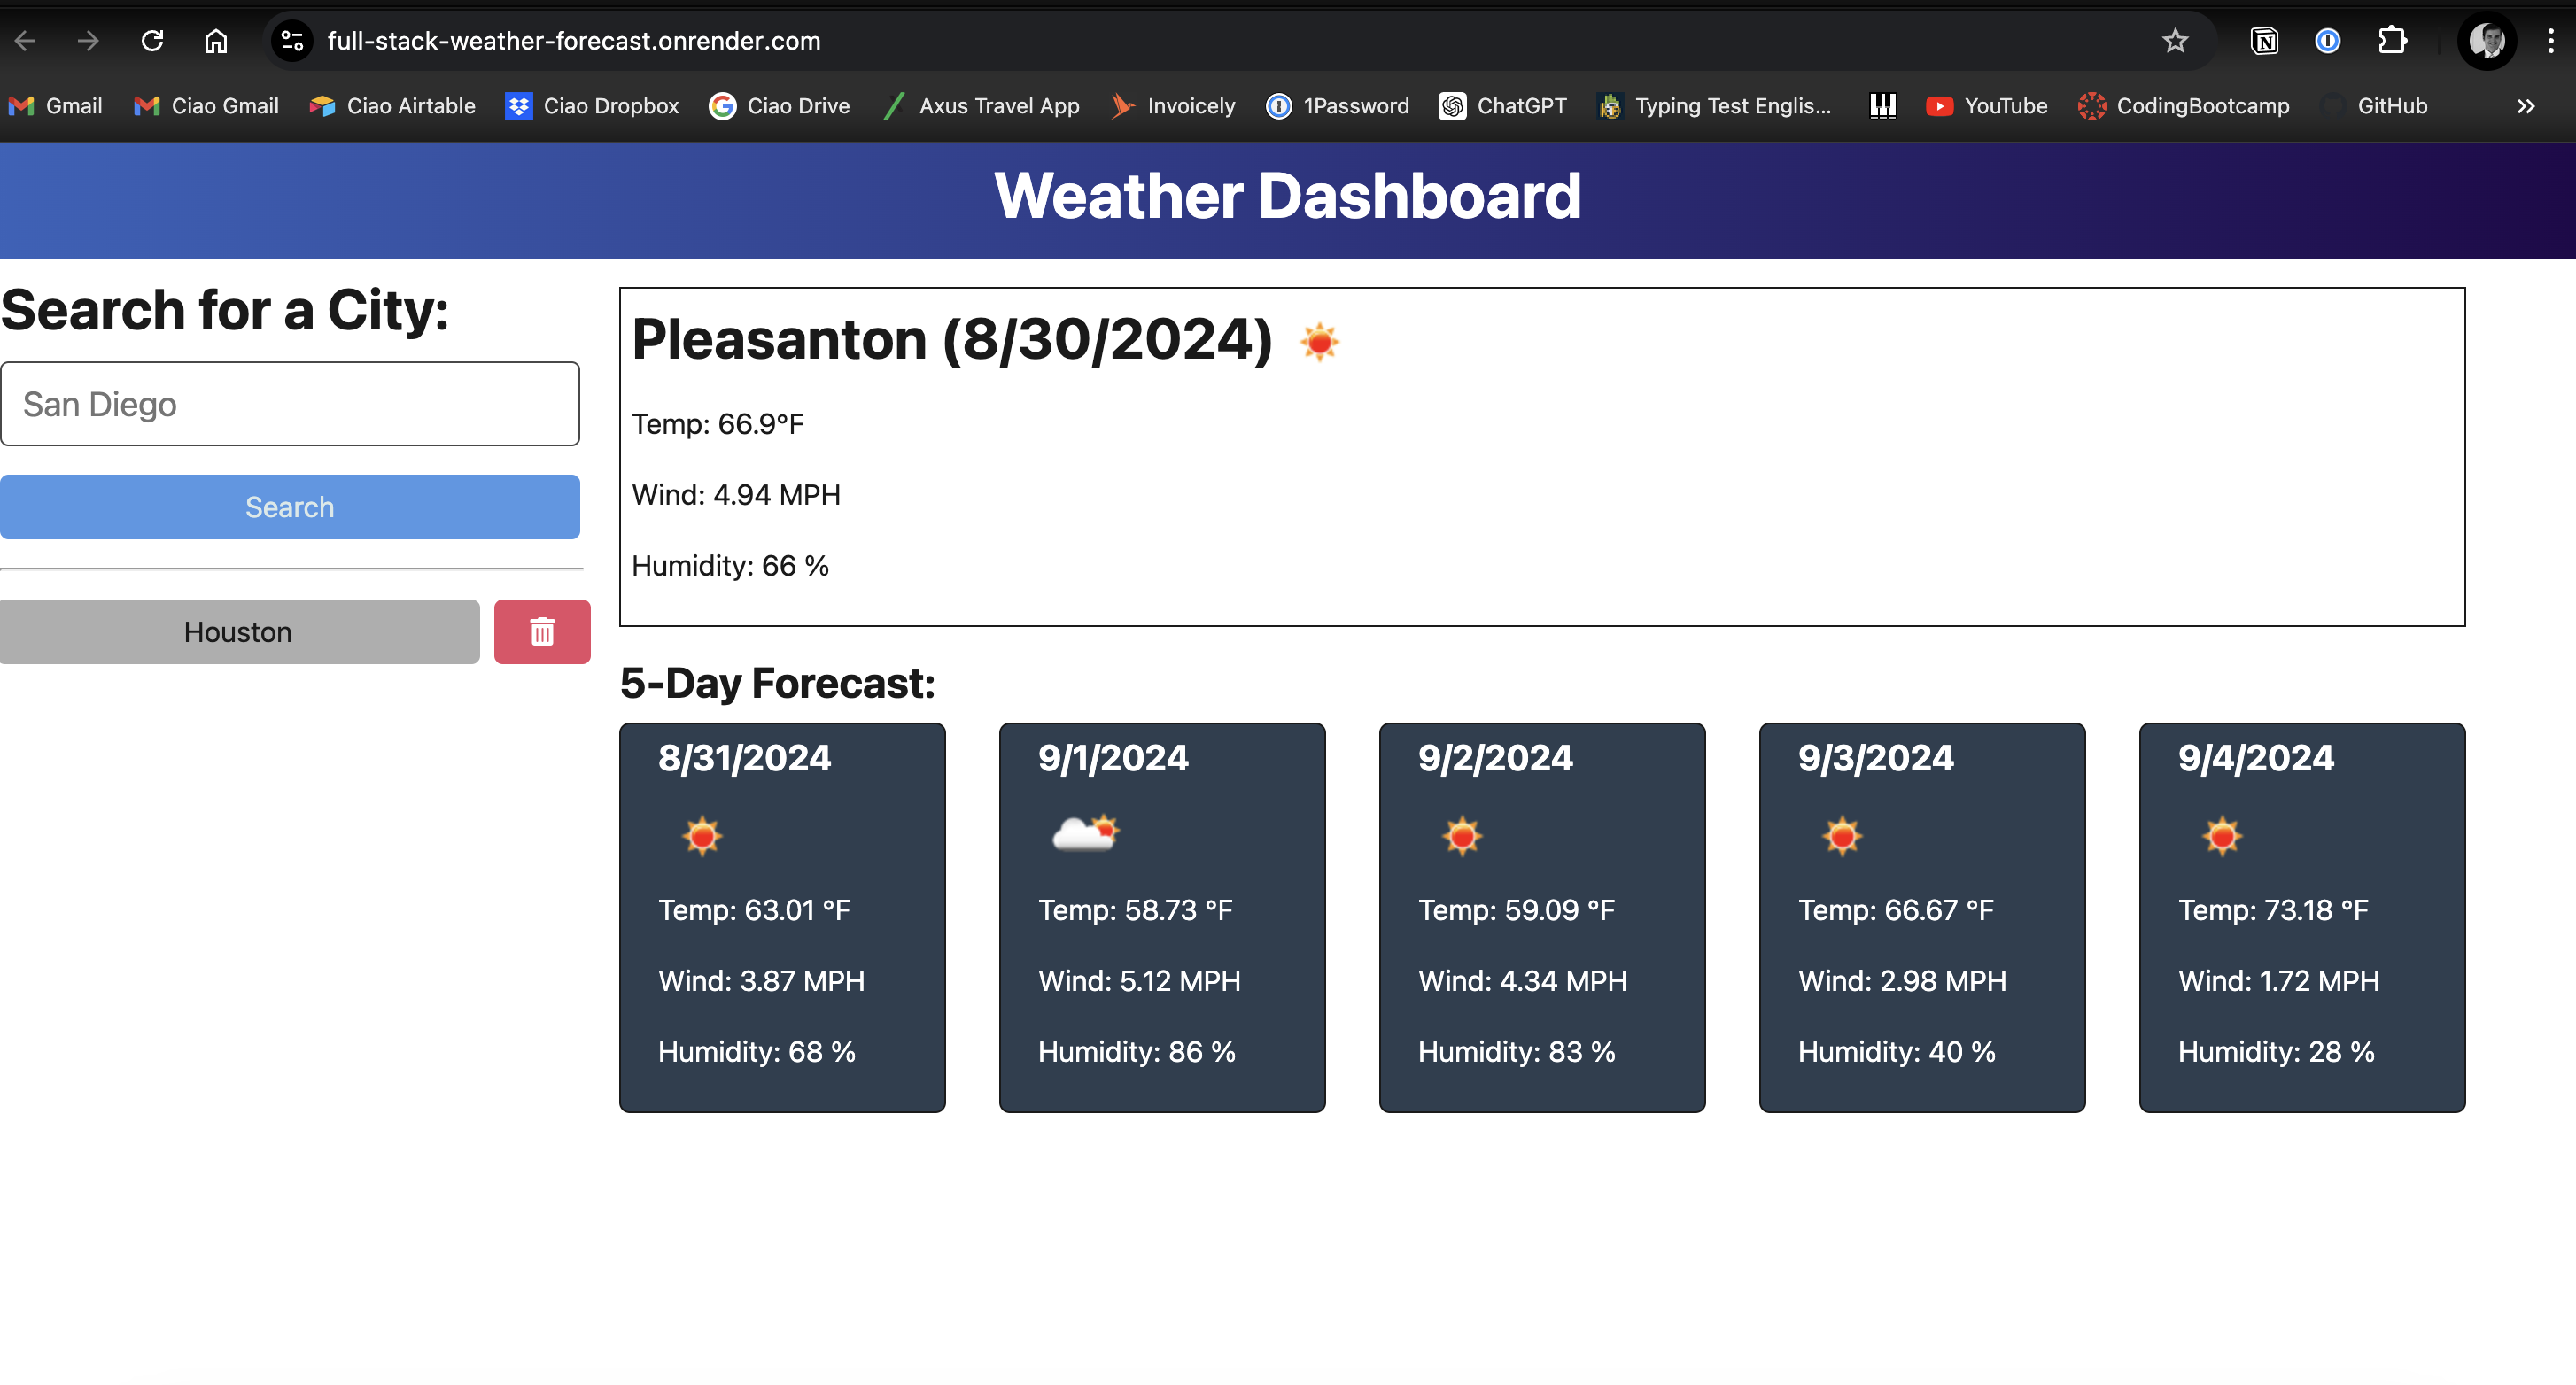 full-stack-weather-forecast.onrender.com
Gmail Ciao Gmail Ciao Airtable Ciao Dropbox Ciao Drive Axus Travel App Invoicely 1Password ChatGPT Typing Test Englis... YouTube CodingBootcamp GitHub
Weather Dashboard
Search for a City:
San Diego
Search
Houston
Pleasanton (8/30/2024)
Temp: 66.9°F
Wind: 4.94 MPH
Humidity: 66 %
5-Day Forecast:
8/31/2024
Temp: 63.01 °F
Wind: 3.87 MPH
Humidity: 68 %
9/1/2024
Temp: 58.73 °F
Wind: 5.12 MPH
Humidity: 86 %
9/2/2024
Temp: 59.09 °F
Wind: 4.34 MPH
Humidity: 83 %
9/3/2024
Temp: 66.67 °F
Wind: 2.98 MPH
Humidity: 40 %
9/4/2024
Temp: 73.18 °F
Wind: 1.72 MPH
Humidity: 28 %